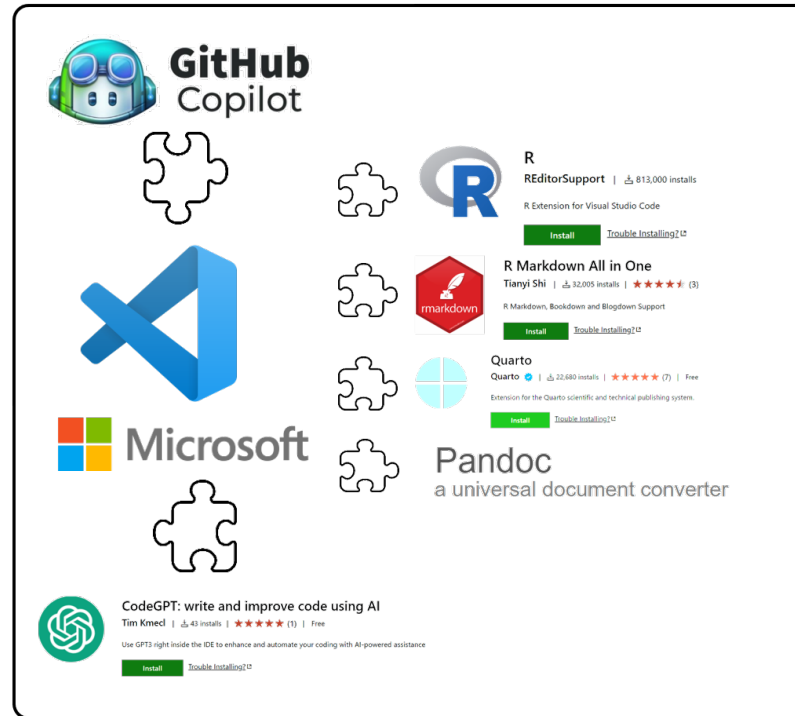 GitHub
Copilot
R
REditorSupport | 813,000 installs
R Extension for Visual Studio Code
Install Trouble Installing?
R Markdown All in One
Tianyi Shi | 32,005 installs | ★★★★⯨ (3)
rmarkdown
R Markdown, Bookdown and Blogdown Support
Install Trouble Installing?
Quarto
Quarto | 22,680 installs | ★★★★★ (7) | Free
Extension for the Quarto scientific and technical publishing system.
Install Trouble Installing?
Microsoft
Pandoc
a universal document converter
CodeGPT: write and improve code using AI
Tim Kmecl | 43 installs | ★★★★★ (1) | Free
Use GPT3 right inside the IDE to enhance and automate your coding with AI-powered assistance
Install Trouble Installing?